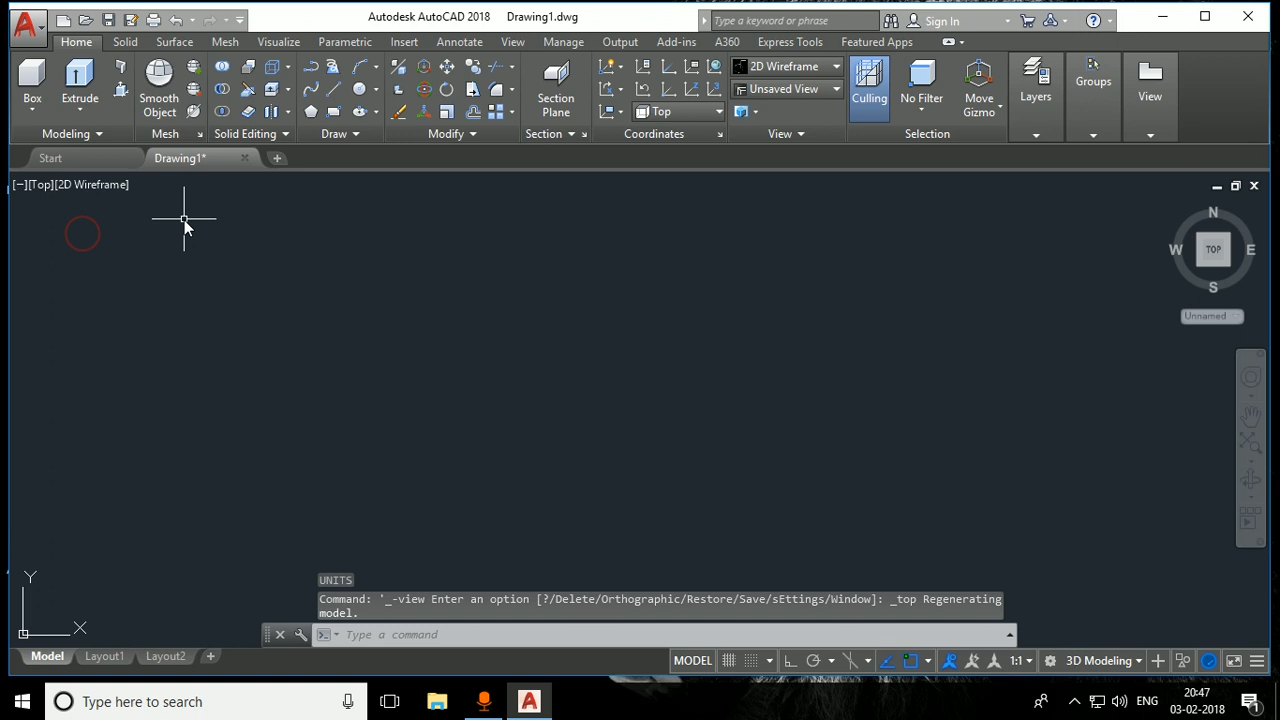 Autodesk AutoCAD 2018 Drawing1.dwg
Type a keyword or phrase
Sign In
Home Solid Surface Mesh Visualize Parametric Insert Annotate View Manage Output Add-ins A360 Express Tools Featured Apps
2D Wireframe
Unsaved View
Top
Box
Extrude
Smooth
Object
Section
Plane
Culling
No Filter
Move
Gizmo
Layers
Groups
View
Modeling Mesh Solid Editing Draw Modify Section Coordinates View Selection
Start Drawing1*
[−][Top][2D Wireframe]
N
W TOP E
S
Unnamed
Y
X
UNITS
Command: '_-view Enter an option [?/Delete/Orthographic/Restore/Save/sEttings/Window]: _top Regenerating
model.
Type a command
Model Layout1 Layout2
MODEL 1:1 3D Modeling
Type here to search
ENG
20:47
03-02-2018
1